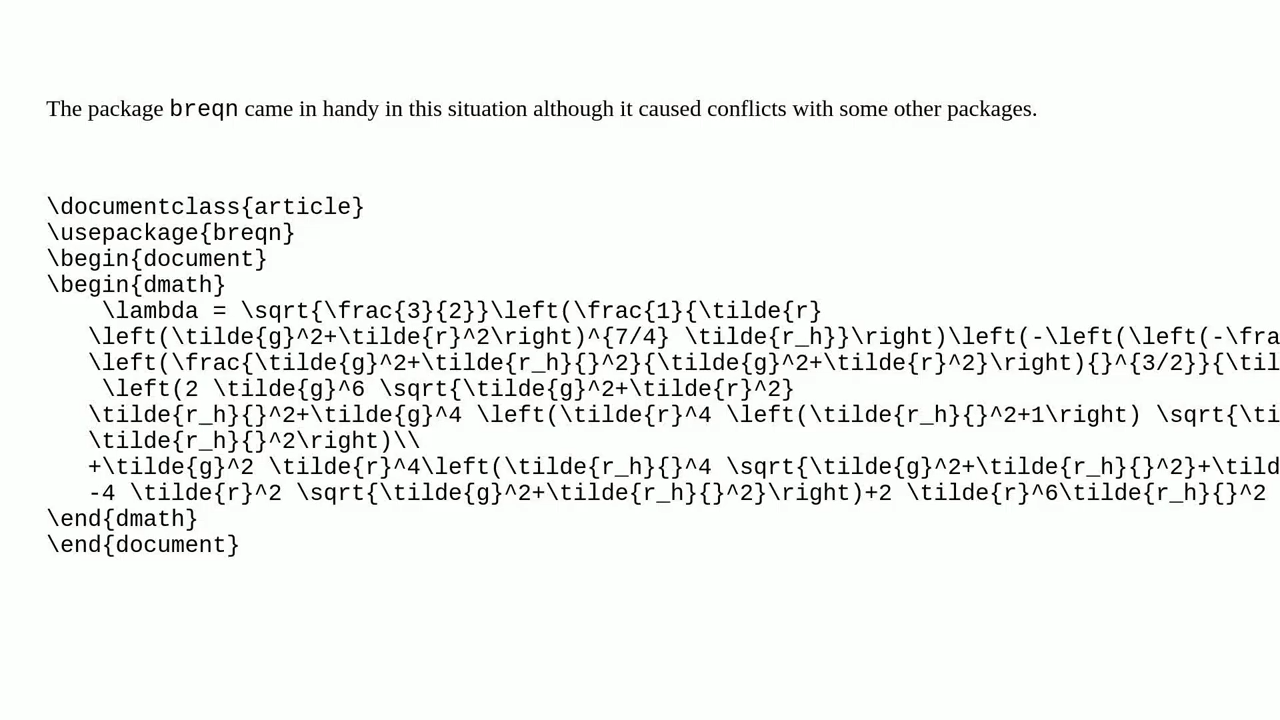 The package breqn came in handy in this situation although it caused conflicts with some other packages.
\documentclass{article}
\usepackage{breqn}
\begin{document}
\begin{dmath}
    \lambda = \sqrt{\frac{3}{2}}\left(\frac{1}{\tilde{r}
   \left(\tilde{g}^2+\tilde{r}^2\right)^{7/4} \tilde{r_h}}\right)\left(-\left(\left(-\fra
   \left(\frac{\tilde{g}^2+\tilde{r_h}{}^2}{\tilde{g}^2+\tilde{r}^2}\right){}^{3/2}}{\til
    \left(2 \tilde{g}^6 \sqrt{\tilde{g}^2+\tilde{r}^2}
   \tilde{r_h}{}^2+\tilde{g}^4 \left(\tilde{r}^4 \left(\tilde{r_h}{}^2+1\right) \sqrt{\ti
   \tilde{r_h}{}^2\right)\\
   +\tilde{g}^2 \tilde{r}^4\left(\tilde{r_h}{}^4 \sqrt{\tilde{g}^2+\tilde{r_h}{}^2}+\tild
   -4 \tilde{r}^2 \sqrt{\tilde{g}^2+\tilde{r_h}{}^2}\right)+2 \tilde{r}^6\tilde{r_h}{}^2
\end{dmath}
\end{document}